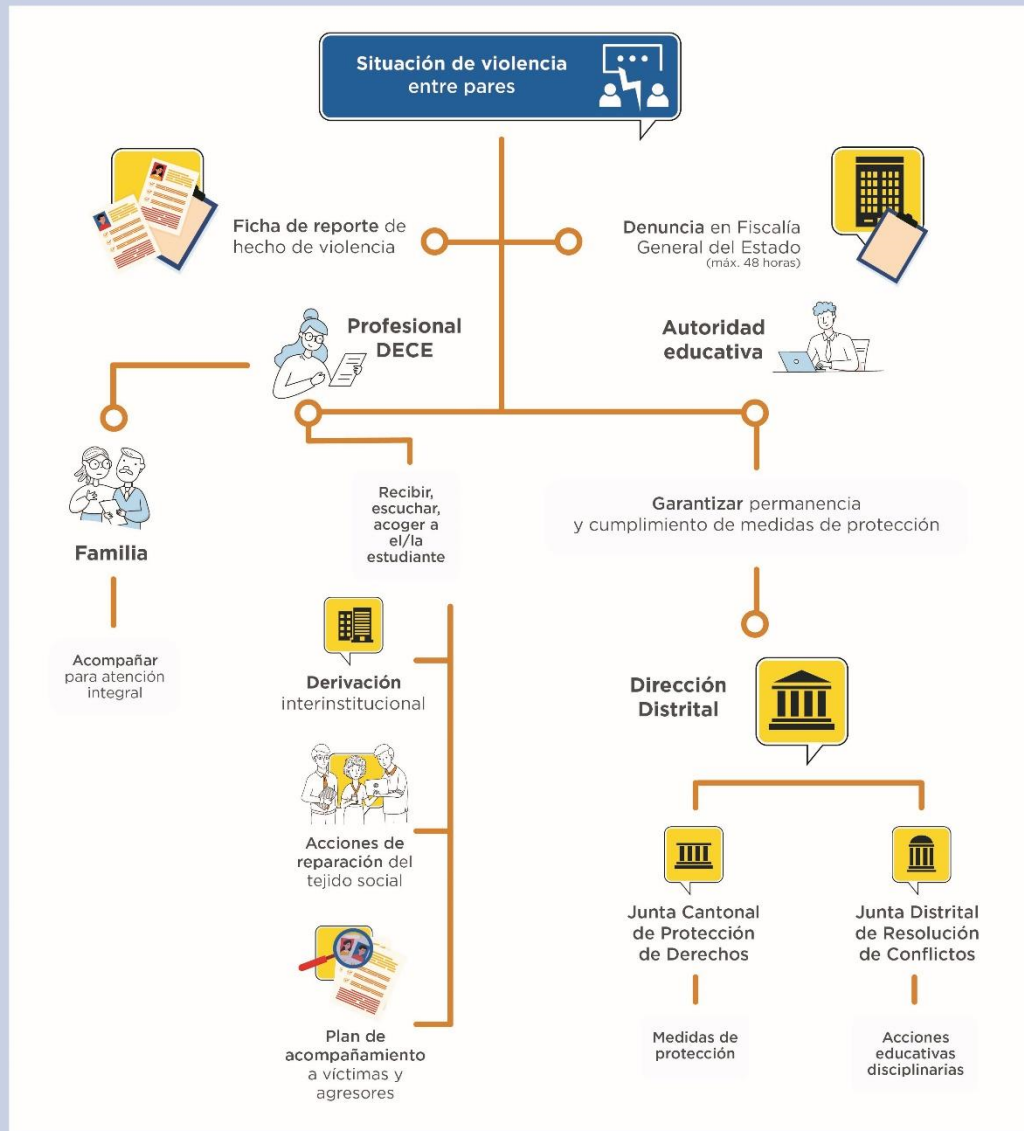 Situación de violencia
entre pares
Ficha de reporte de
hecho de violencia
Denuncia en Fiscalía
General del Estado
(máx. 48 horas)
Profesional
DECE
Autoridad
educativa
Familia
Acompañar
para atención
integral
Recibir,
escuchar,
acoger a
el/la
estudiante
Garantizar permanencia
y cumplimiento de medidas de protección
Derivación
interinstitucional
Acciones de
reparación del
tejido social
Plan de
acompañamiento
a víctimas y
agresores
Dirección
Distrital
Junta Cantonal
de Protección
de Derechos
Junta Distrital
de Resolución
de Conflictos
Medidas de
protección
Acciones
educativas
disciplinarias